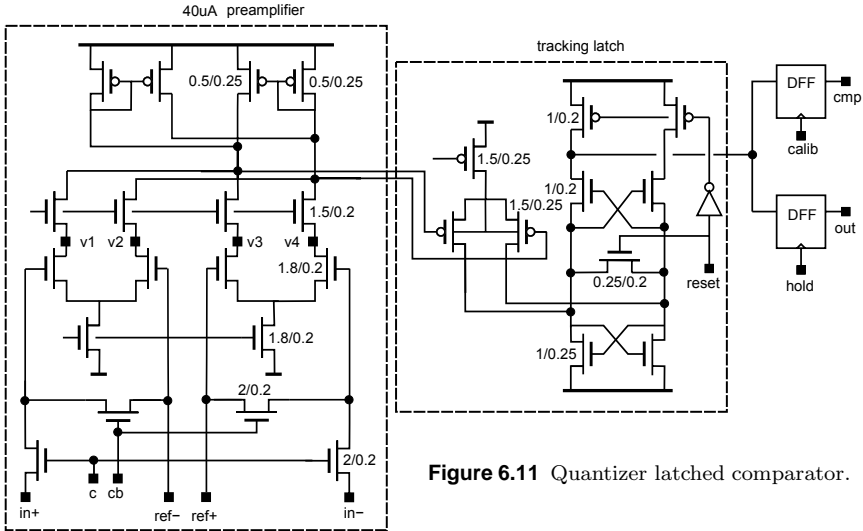 40uA preamplifier
tracking latch
0.5/0.25
0.5/0.25
DFF
cmp
calib
1/0.2
1.5/0.25
1/0.2
1.5/0.25
1.5/0.2
v1
v2
v3
v4
DFF
out
hold
1.8/0.2
reset
0.25/0.2
1.8/0.2
1/0.25
2/0.2
2/0.2
c
cb
in+
ref−
ref+
in−
Figure 6.11 Quantizer latched comparator.